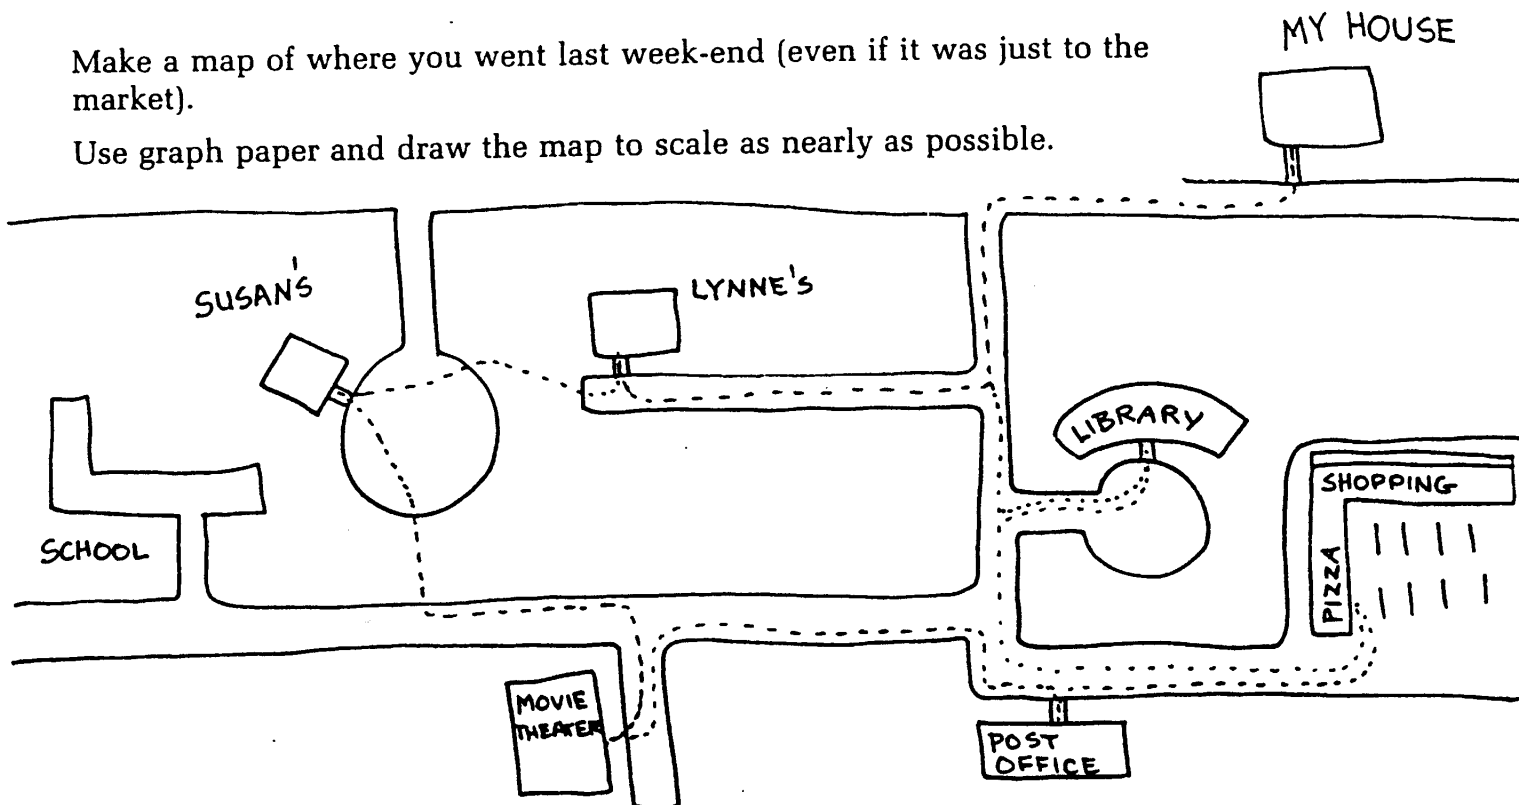 MY HOUSE
Make a map of where you went last week-end (even if it was just to the
market).
Use graph paper and draw the map to scale as nearly as possible.
SUSAN'S
LYNNE'S
LIBRARY
SHOPPING
SCHOOL
PIZZA
MOVIE
THEATER
POST
OFFICE